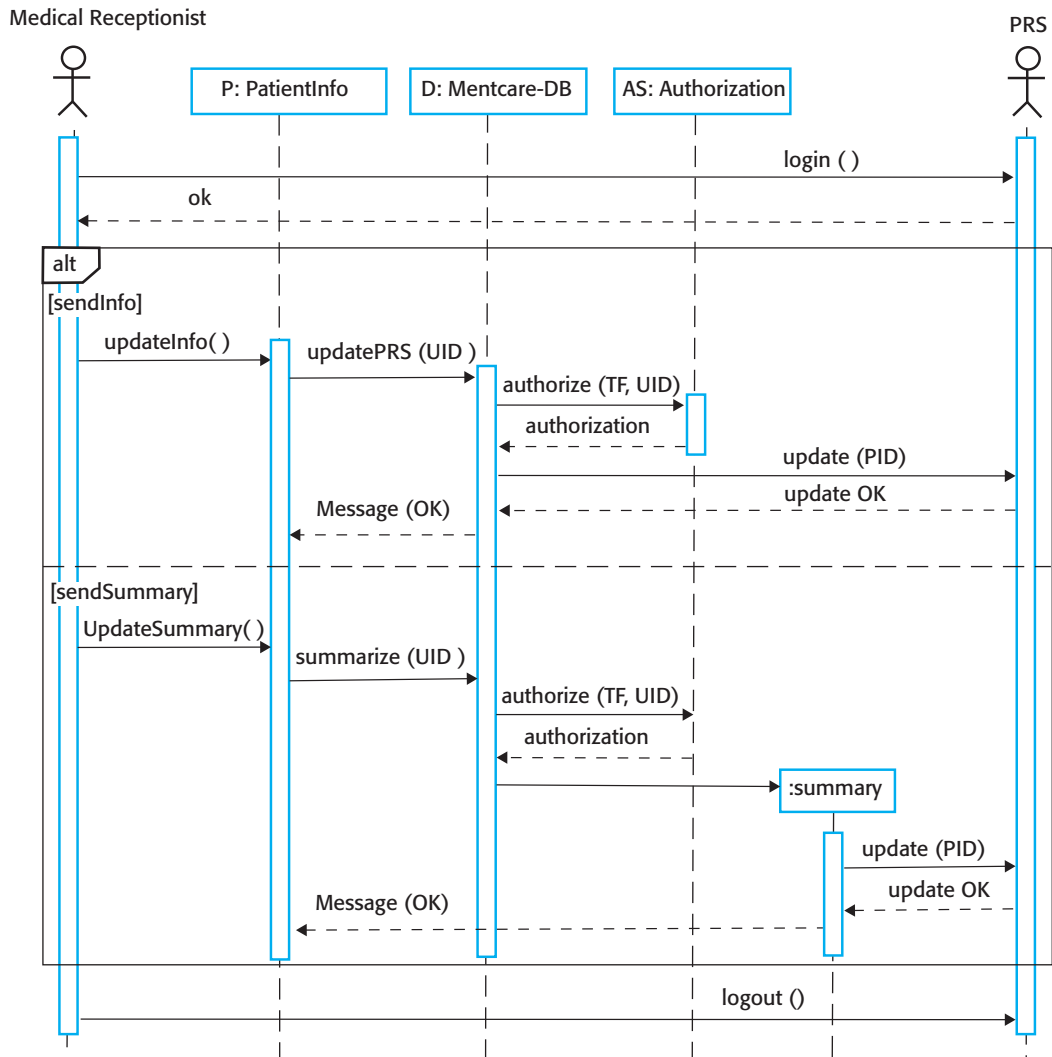 Medical Receptionist
PRS
P: PatientInfo
D: Mentcare-DB
AS: Authorization
login ( )
ok
alt
[sendInfo]
updateInfo( )
updatePRS (UID )
authorize (TF, UID)
authorization
update (PID)
update OK
Message (OK)
[sendSummary]
UpdateSummary( )
summarize (UID )
authorize (TF, UID)
authorization
:summary
update (PID)
update OK
Message (OK)
logout ()